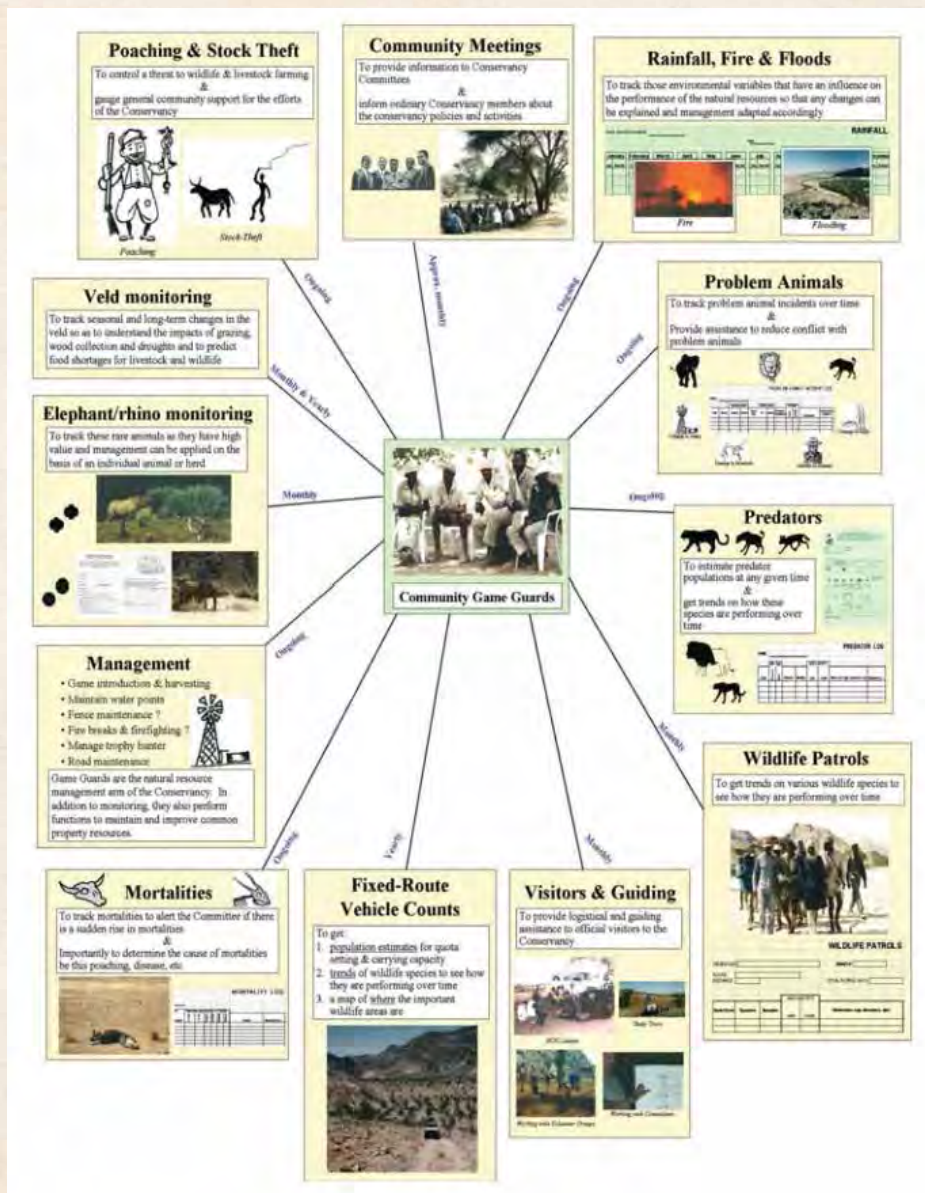 Poaching & Stock Theft
To control a threat to wildlife & livestock farming
&
gauge general community support for the efforts
of the Conservancy
Poaching
Stock-Theft
Community Meetings
To provide information to Conservancy
Committees
&
inform ordinary Conservancy members about
the conservancy policies and activities
Rainfall, Fire & Floods
To track those environmental variables that have an influence on
the performance of the natural resources so that any changes can
be explained and management adapted accordingly
RAINFALL
Fire
Flooding
Veld monitoring
To track seasonal and long-term changes in the
veld so as to understand the impacts of grazing,
wood collection and droughts and to predict
food shortages for livestock and wildlife
Ongoing
Approx. monthly
Ongoing
Ongoing
Problem Animals
To track problem animal incidents over time
&
Provide assistance to reduce conflict with
problem animals
Monthly & Yearly
Elephant/rhino monitoring
To track these rare animals as they have high
value and management can be applied on the
basis of an individual animal or herd
Monthly
Community Game Guards
Ongoing
Predators
To estimate predator
populations at any given time
&
get trends on how these
species are performing over
time
PREDATOR LOG
Ongoing
Management
• Game introduction & harvesting
• Maintain water points
• Fence maintenance ?
• Fire breaks & firefighting ?
• Manage trophy hunter
• Road maintenance
Game Guards are the natural resource
management arm of the Conservancy. In
addition to monitoring, they also perform
functions to maintain and improve common
property resources.
Monthly
Wildlife Patrols
To get trends on various wildlife species to
see how they are performing over time
WILDLIFE PATROLS
Ongoing
Yearly
Monthly
Mortalities
To track mortalities to alert the Committee if there
is a sudden rise in mortalities
&
Importantly to determine the cause of mortalities
be this poaching, disease, etc
MORTALITY LOG
Fixed-Route
Vehicle Counts
To get:
1. population estimates for quota
setting & carrying capacity
2. trends of wildlife species to see how
they are performing over time
3. a map of where the important
wildlife areas are
Visitors & Guiding
To provide logistical and guiding
assistance to official visitors to the
Conservancy
Study Tours
Working with Consultants
Working with Volunteer Groups